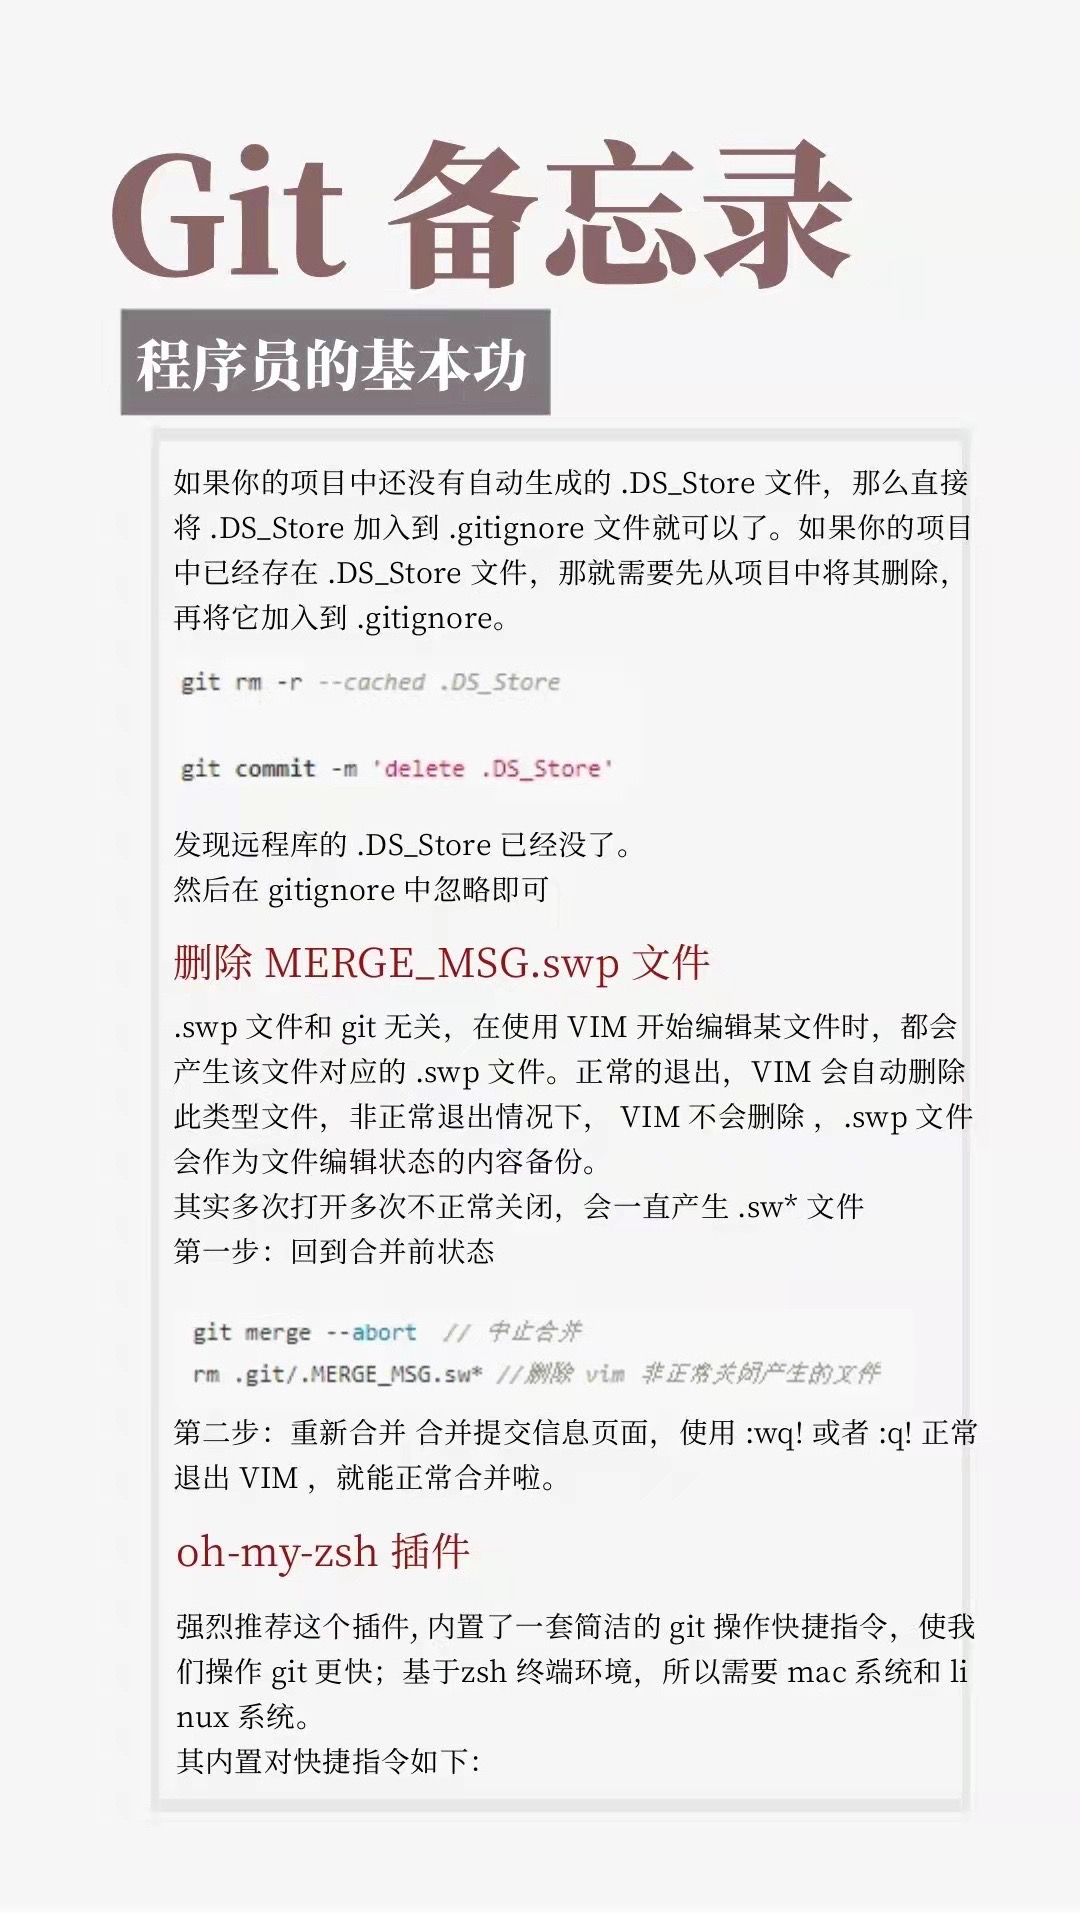 Git 备忘录
程序员的基本功
如果你的项目中还没有自动生成的 .DS_Store 文件，那么直接
将 .DS_Store 加入到 .gitignore 文件就可以了。如果你的项目
中已经存在 .DS_Store 文件，那就需要先从项目中将其删除，
再将它加入到 .gitignore。
git rm -r --cached .DS_Store
git commit -m 'delete .DS_Store'
发现远程库的 .DS_Store 已经没了。
然后在 gitignore 中忽略即可
删除 MERGE_MSG.swp 文件
.swp 文件和 git 无关，在使用 VIM 开始编辑某文件时，都会
产生该文件对应的 .swp 文件。正常的退出，VIM 会自动删除
此类型文件，非正常退出情况下， VIM 不会删除 ，.swp 文件
会作为文件编辑状态的内容备份。
其实多次打开多次不正常关闭，会一直产生 .sw* 文件
第一步：回到合并前状态
git merge --abort // 中止合并
rm .git/.MERGE_MSG.sw* //删除 vim 非正常关闭产生的文件
第二步：重新合并 合并提交信息页面，使用 :wq! 或者 :q! 正常
退出 VIM ，就能正常合并啦。
oh-my-zsh 插件
强烈推荐这个插件, 内置了一套简洁的 git 操作快捷指令，使我
们操作 git 更快；基于zsh 终端环境，所以需要 mac 系统和 li
nux 系统。
其内置对快捷指令如下：